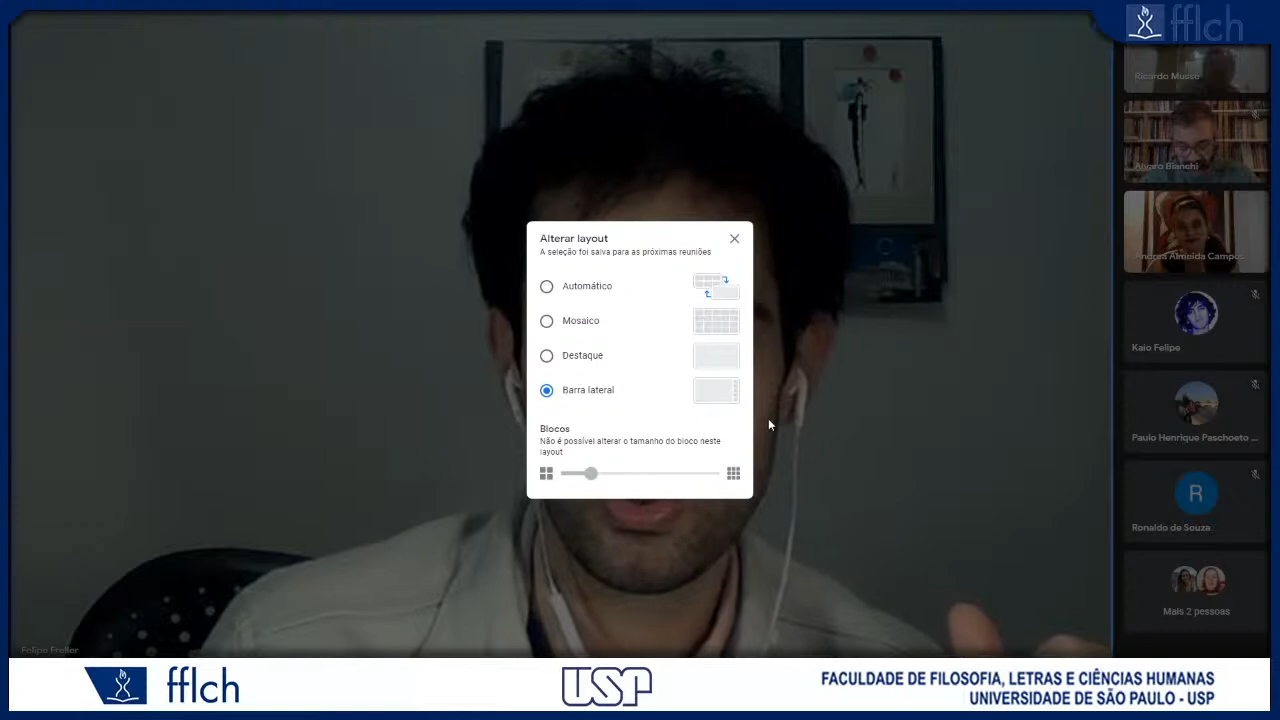 fflch
Ricardo Musse
Alvaro Bianchi
Andrea Almeida Campos
Kaio Felipe
Paulo Henrique Paschoeto ...
R
Ronaldo de Souza
Mais 2 pessoas
Alterar layout
A seleção foi salva para as próximas reuniões
Automático
Mosaico
Destaque
Barra lateral
Blocos
Não é possível alterar o tamanho do bloco neste
layout
Felipe Freller
fflch
USP
FACULDADE DE FILOSOFIA, LETRAS E CIÊNCIAS HUMANAS
UNIVERSIDADE DE SÃO PAULO - USP